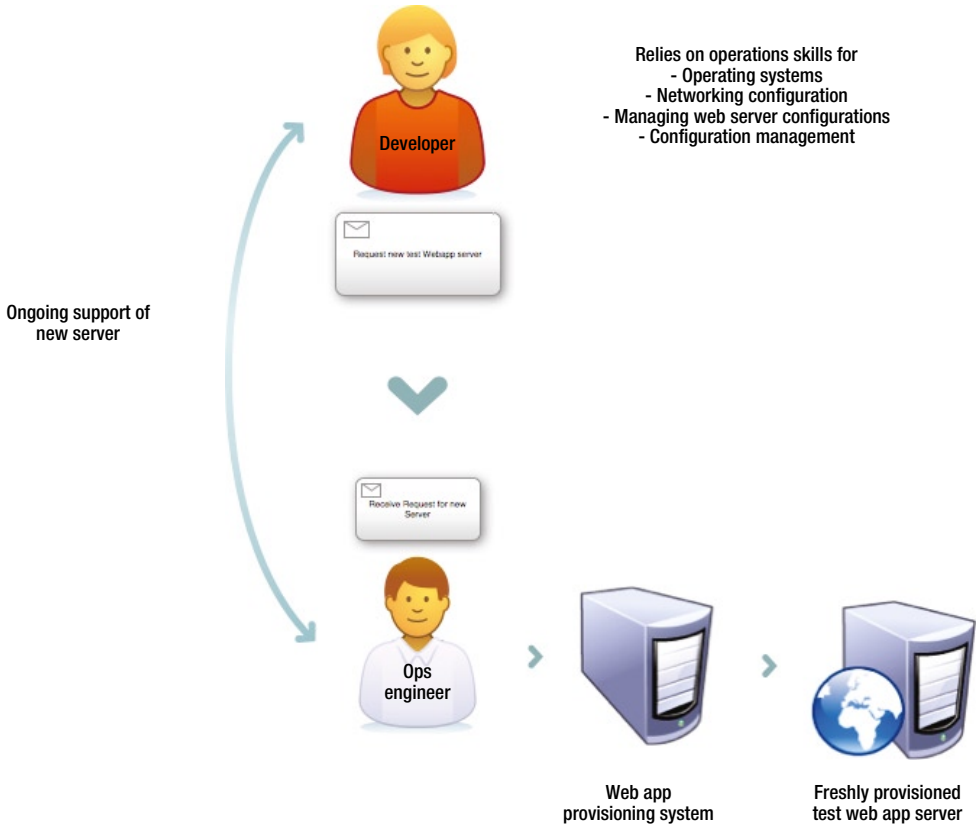 Developer
Relies on operations skills for
- Operating systems
- Networking configuration
- Managing web server configurations
- Configuration management
Request new test Webapp server
Ongoing support of
new server
Receive Request for new
Server
Ops
engineer
Web app
provisioning system
Freshly provisioned
test web app server